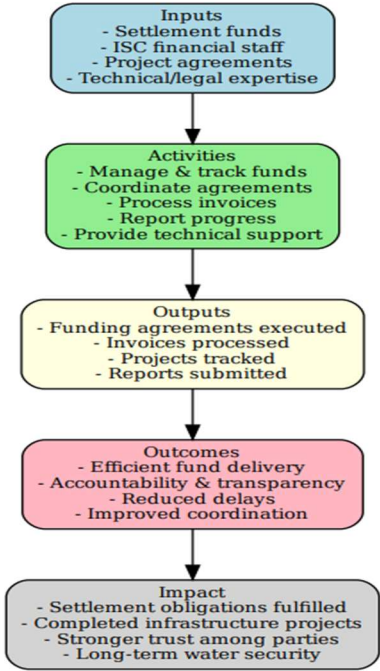 Inputs
- Settlement funds
- ISC financial staff
- Project agreements
- Technical/legal expertise
Activities
- Manage & track funds
- Coordinate agreements
- Process invoices
- Report progress
- Provide technical support
Outputs
- Funding agreements executed
- Invoices processed
- Projects tracked
- Reports submitted
Outcomes
- Efficient fund delivery
- Accountability & transparency
- Reduced delays
- Improved coordination
Impact
- Settlement obligations fulfilled
- Completed infrastructure projects
- Stronger trust among parties
- Long-term water security